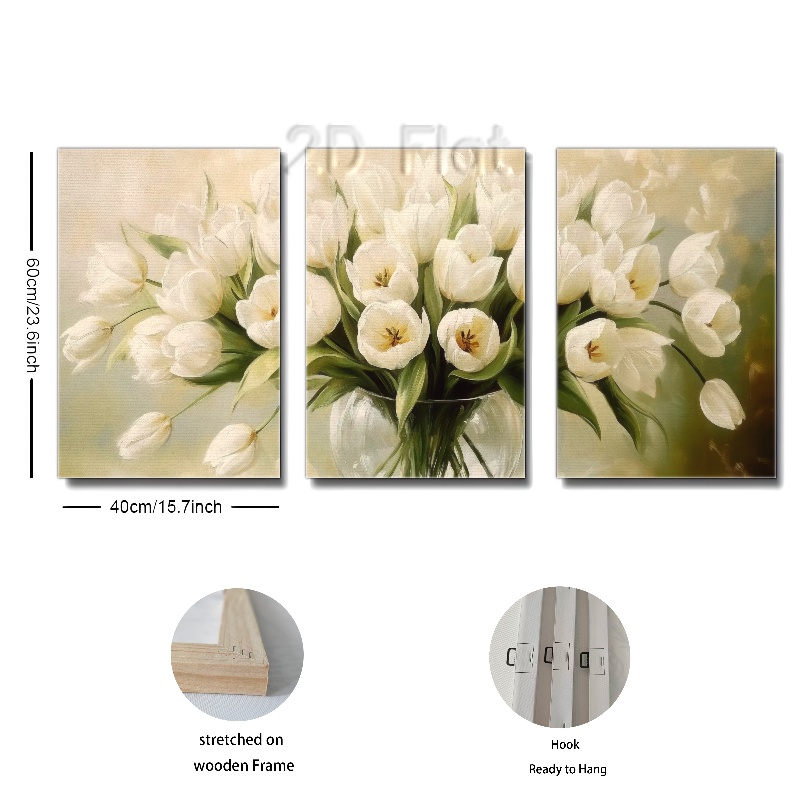 2D Flat
60cm/23.6inch
40cm/15.7inch
stretched on
wooden Frame
Hook
Ready to Hang